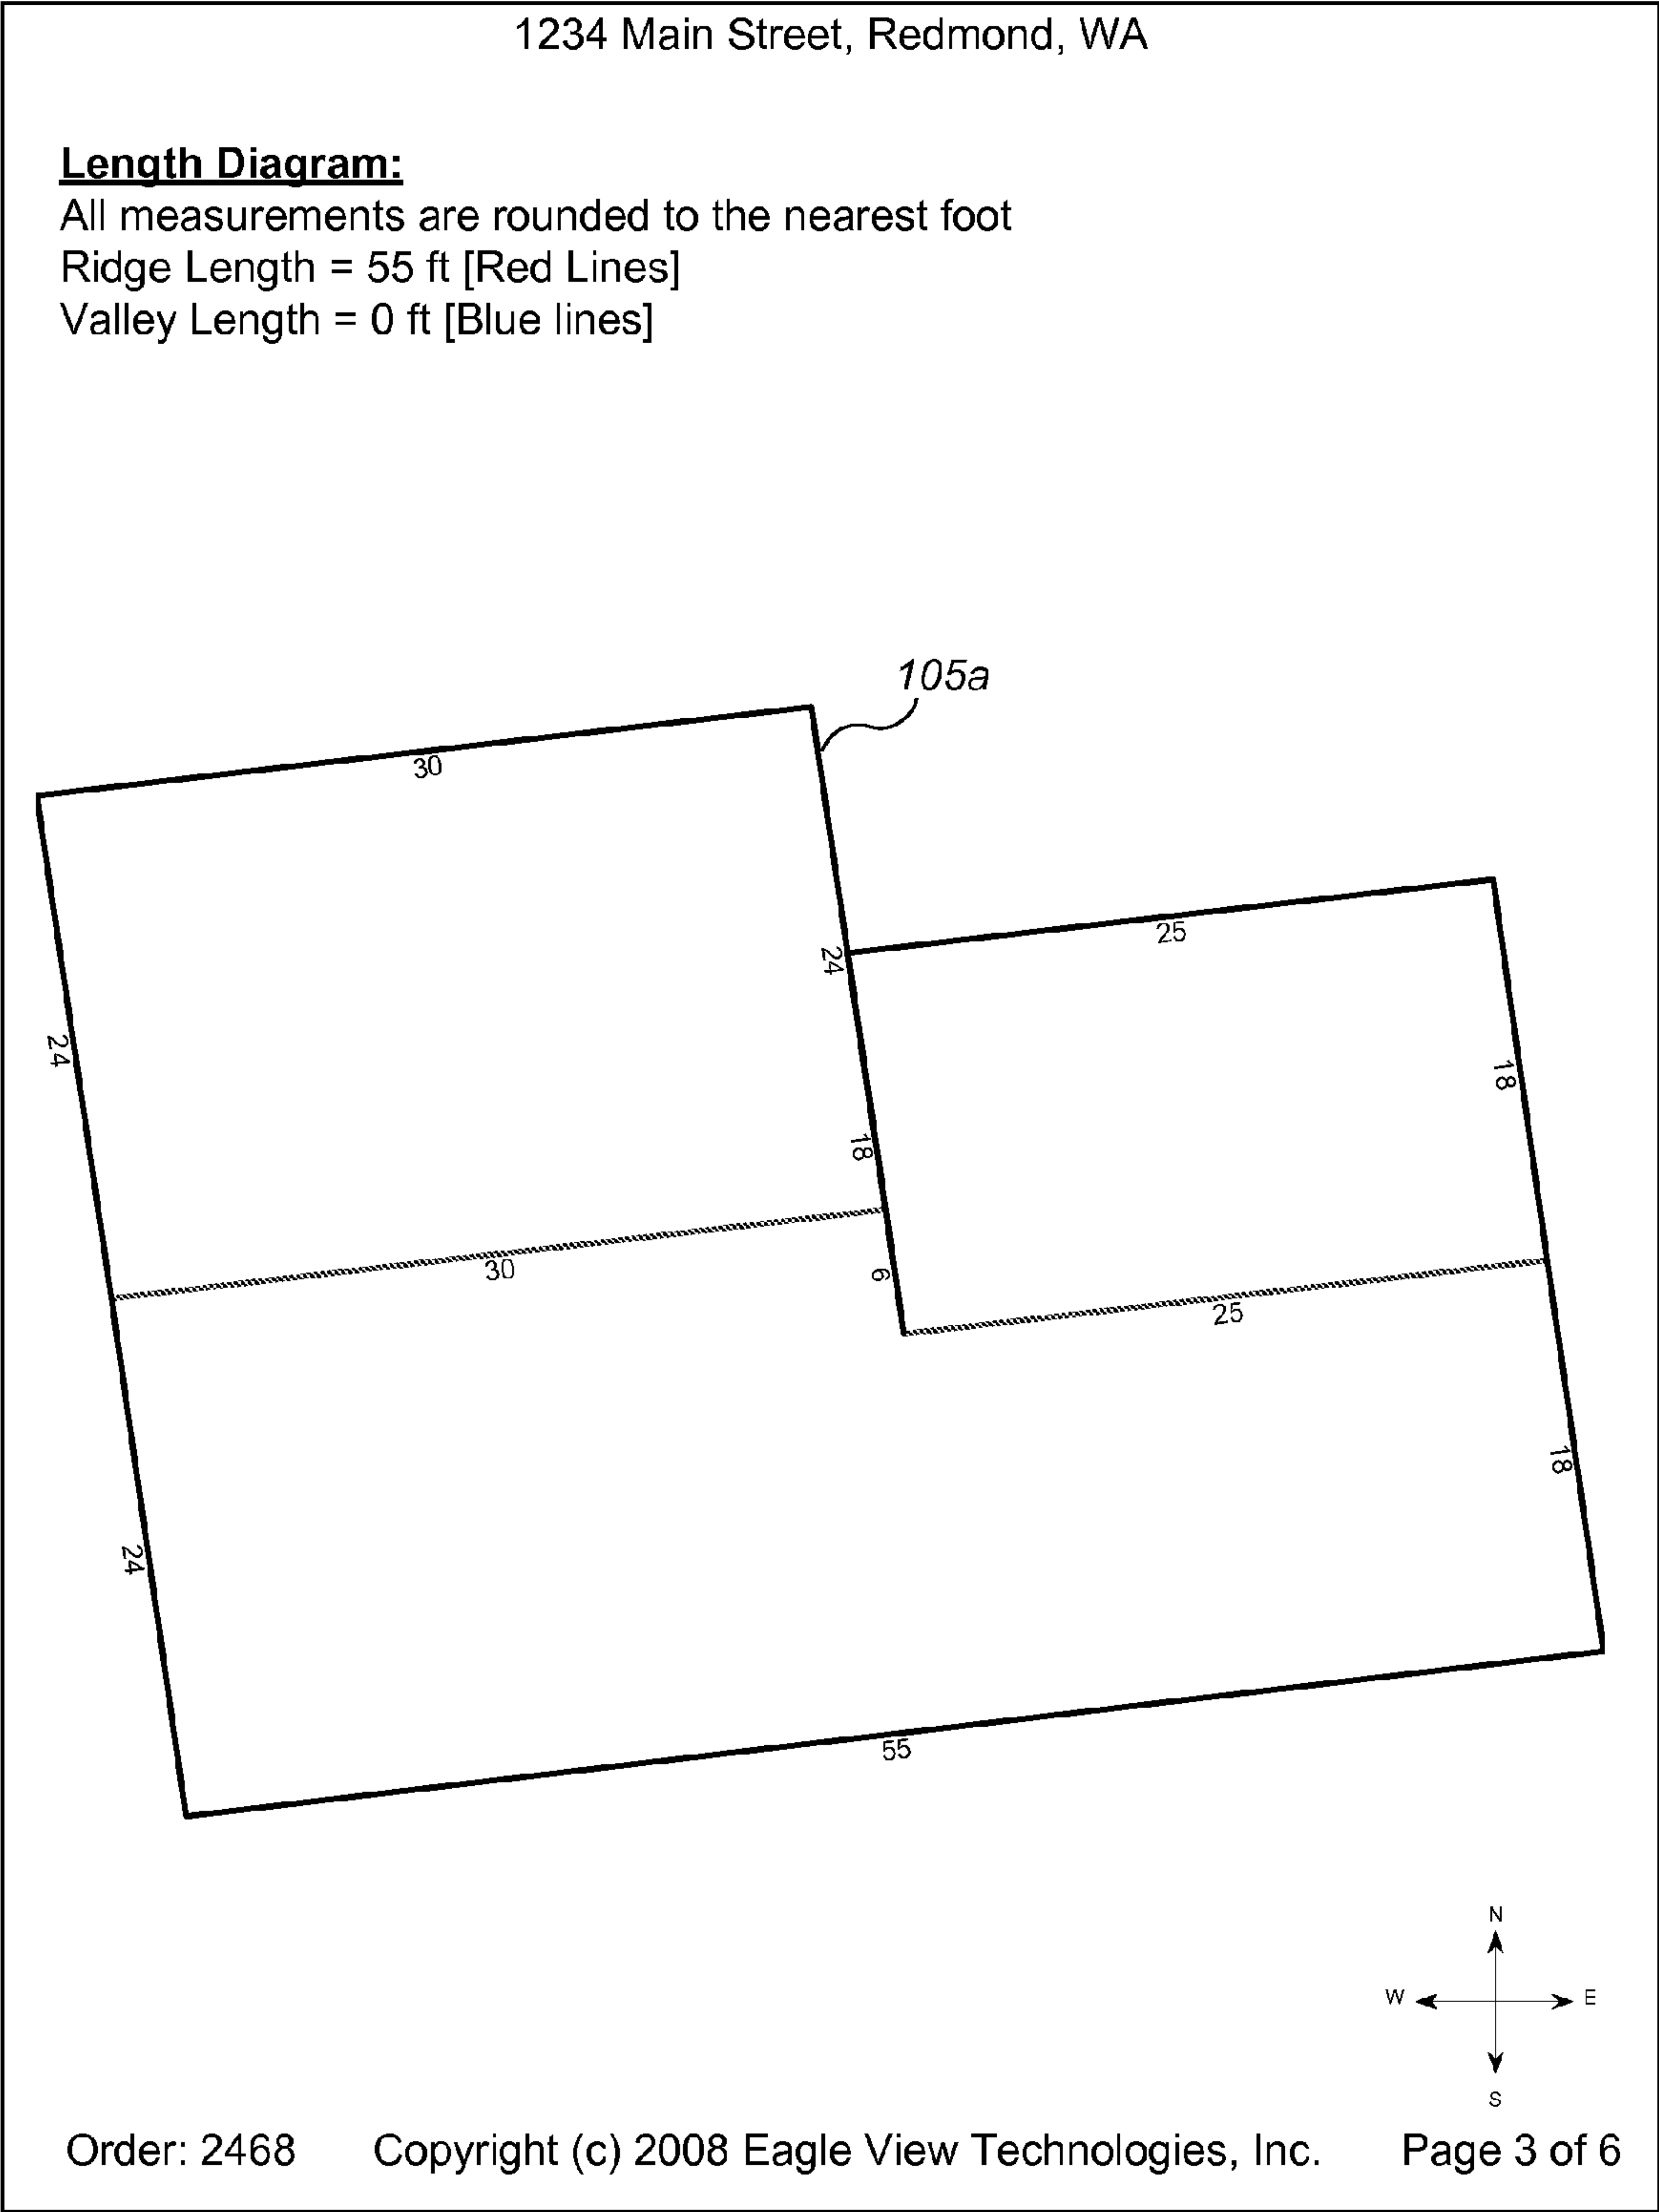 1234 Main Street, Redmond, WA
Length Diagram:
All measurements are rounded to the nearest foot
Ridge Length = 55 ft [Red Lines]
Valley Length = 0 ft [Blue lines]
105a
30
25
24
24
18
18
30
6
25
18
24
55
N
W E
S
Order: 2468 Copyright (c) 2008 Eagle View Technologies, Inc. Page 3 of 6